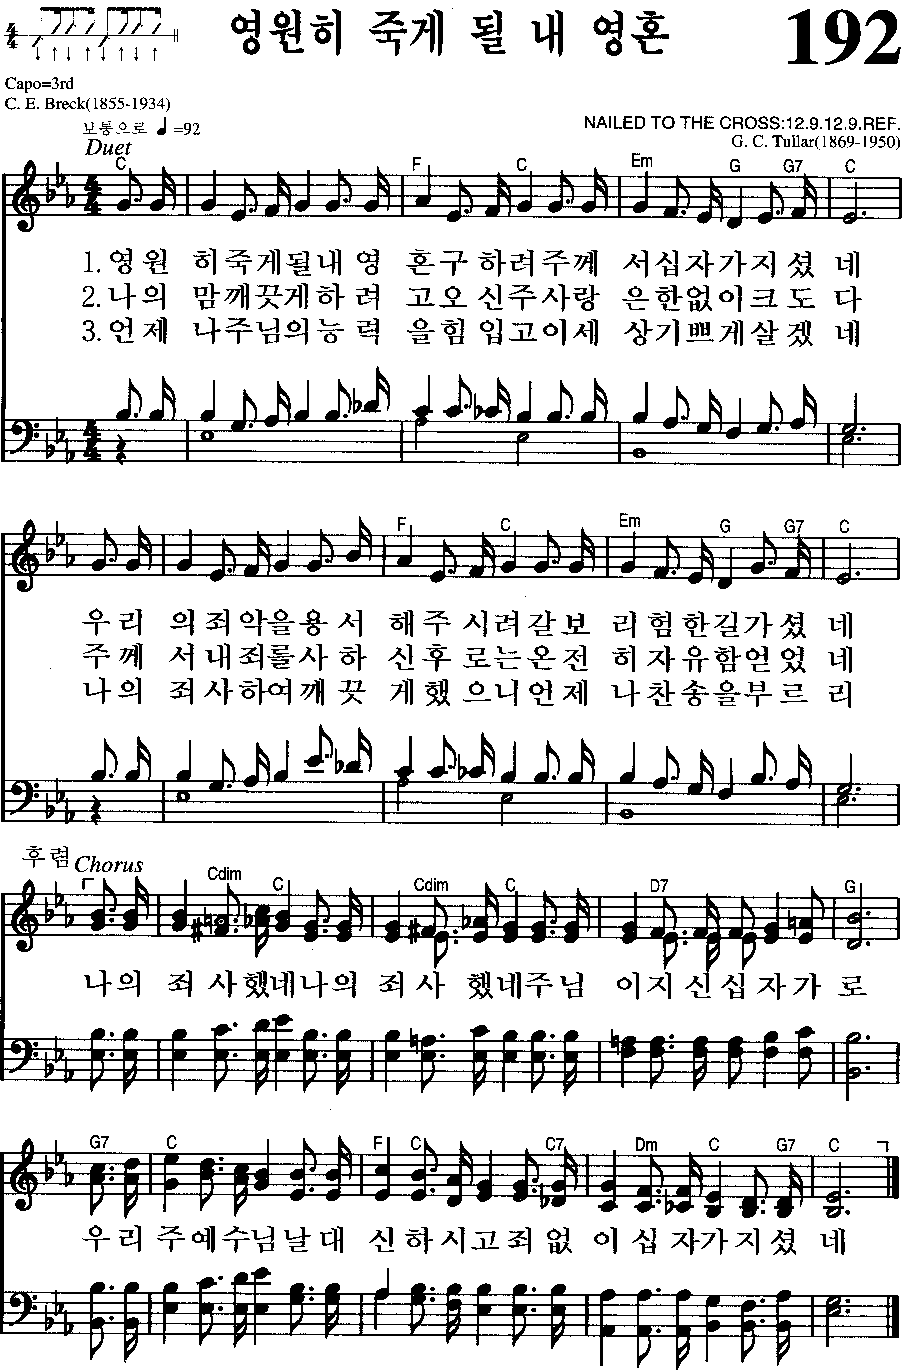 영원히 죽게 될 내 영혼 192
Capo=3rd
C. E. Breck(1855-1934)
보통으로 ♩=92
NAILED TO THE CROSS:12.9.12.9.REF.
G. C. Tullar(1869-1950)
Duet
C F C Em G G7 C
1. 영원 히죽게될내 영 혼구 하려주께 서십자가지셨 네
2. 나의 맘깨끗게하 려 고오 신주사랑 은한없이크도 다
3. 언제 나주님의능 력 을힘 입고이세 상기쁘게살겠 네
F C Em G G7 C
우리 의죄악을용서 해주 시려갈보 리험한길가셨 네
주께 서내죄를사하 신후 로는온전 히자유함얻었 네
나의 죄사하여깨끗 게했 으니언제 나찬송을부르 리
후렴 Chorus
Cdim C Cdim C D7 G
나의 죄 사했네나의 죄사 했네주님 이지신십자가 로
G7 C F C C7 Dm C G7 C
우리 주예수님날대 신하시고죄없 이십자가지셨 네